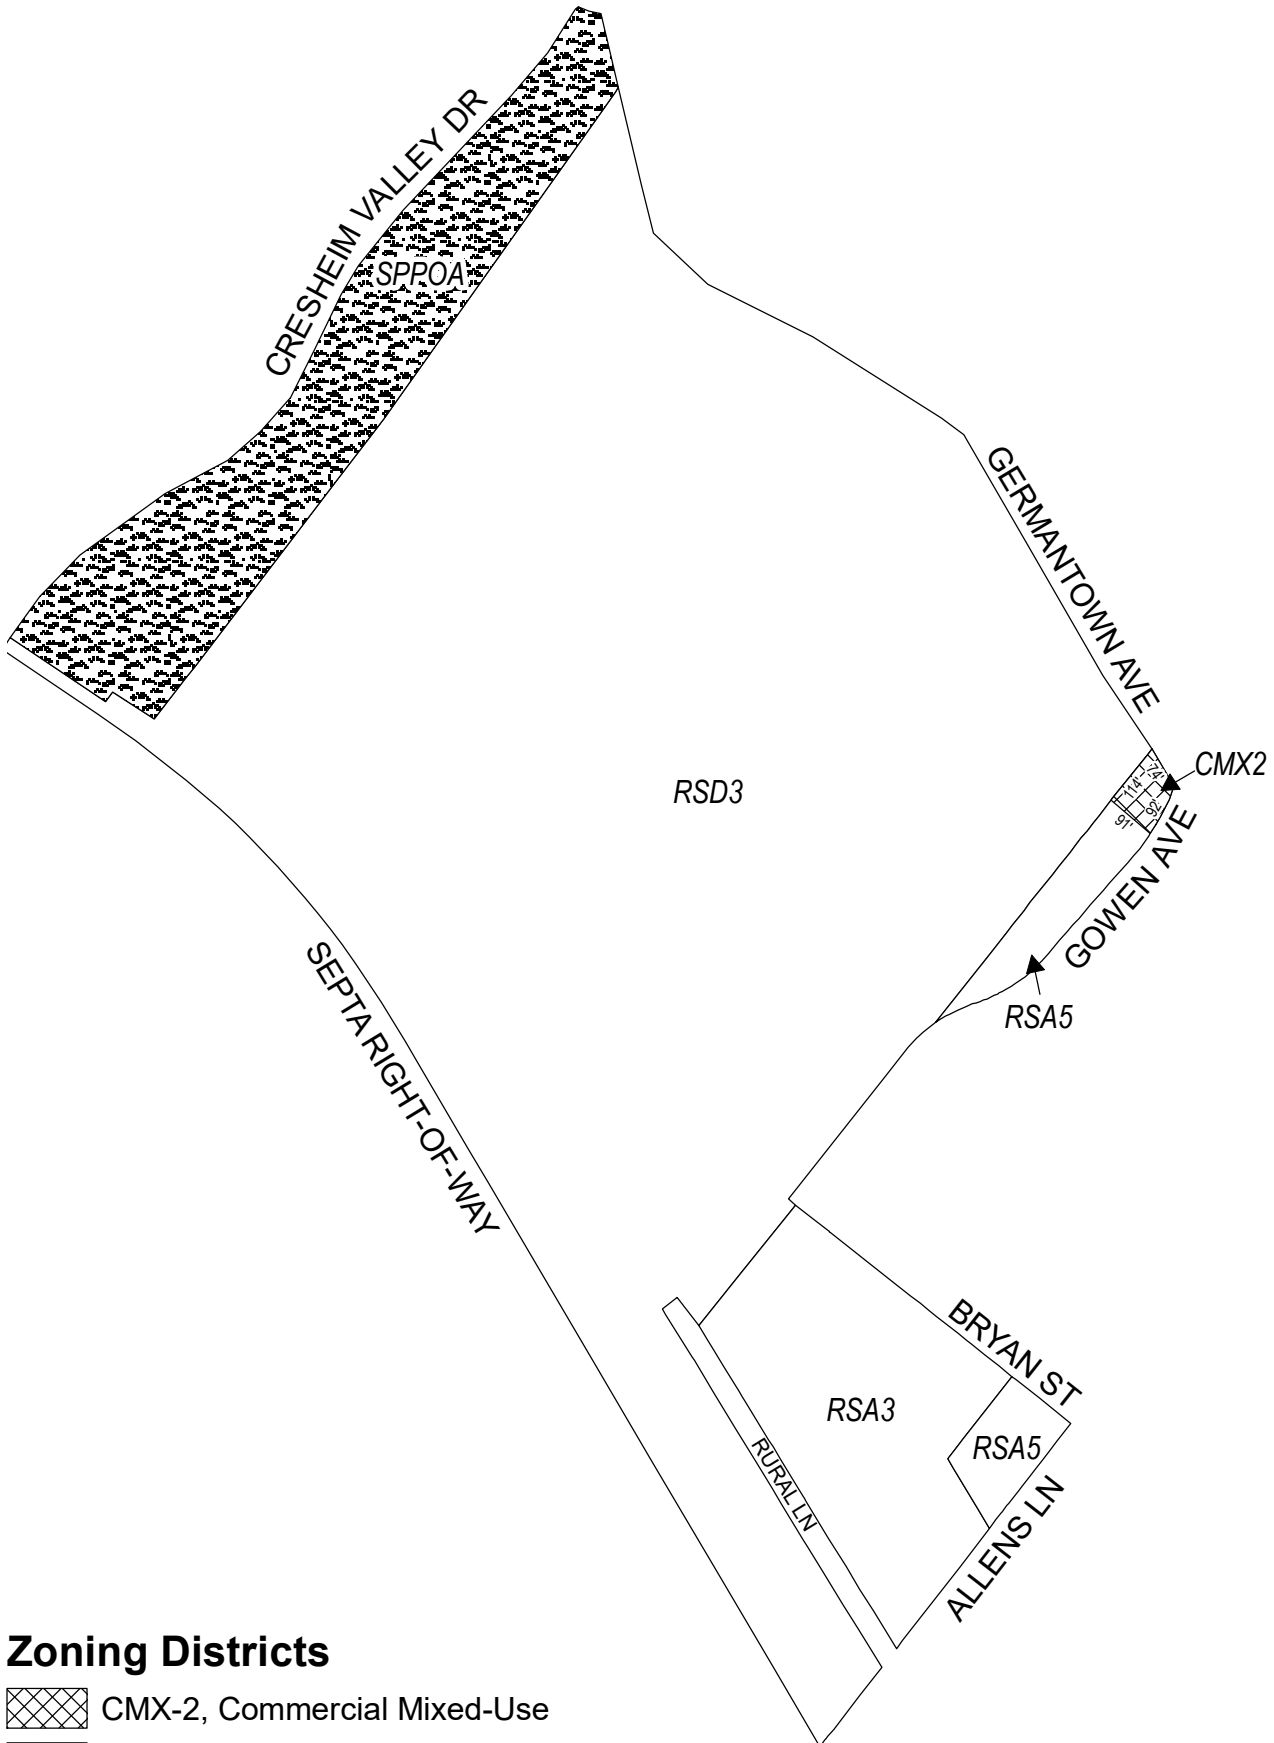 CRESHEIM VALLEY DR
SPPOA
GERMANTOWN AVE
RSD3
CMX2
74'
114'
92'
91'
GOWEN AVE
RSA5
SEPTA RIGHT-OF-WAY
BRYAN ST
RSA3
RSA5
RURAL LN
ALLENS LN
Zoning Districts
CMX-2, Commercial Mixed-Use